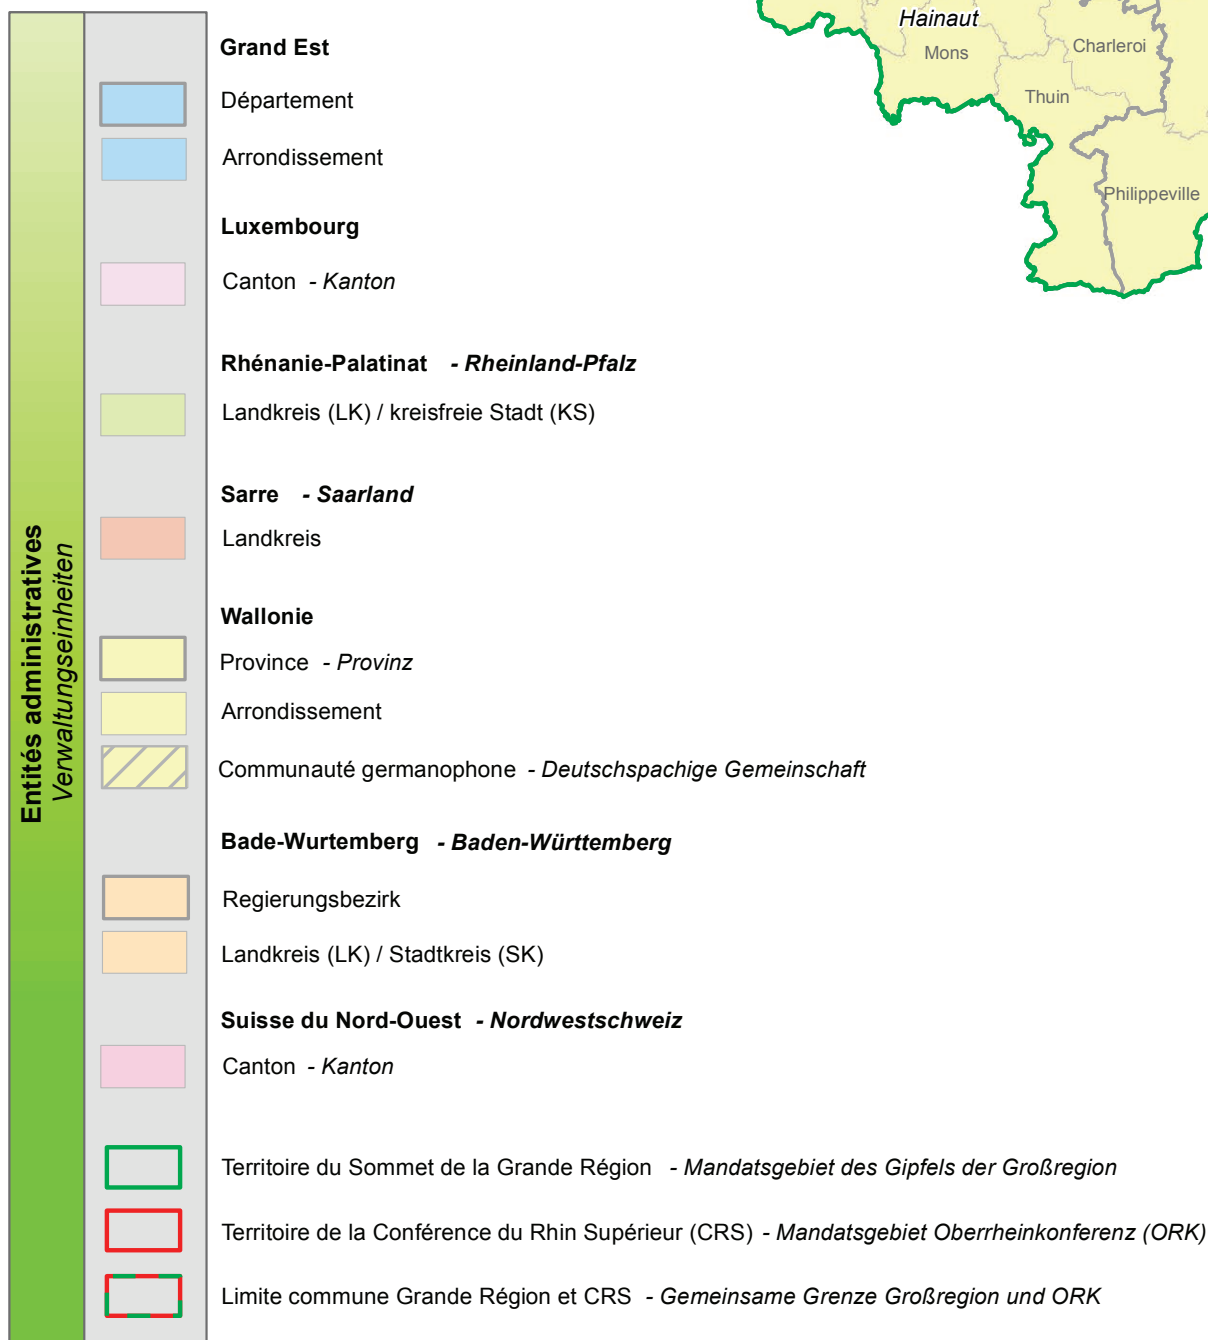 Entités administratives
Verwaltungseinheiten
Grand Est
Département
Arrondissement
Luxembourg
Canton - Kanton
Rhénanie-Palatinat - Rheinland-Pfalz
Landkreis (LK) / kreisfreie Stadt (KS)
Sarre - Saarland
Landkreis
Wallonie
Province - Provinz
Arrondissement
Communauté germanophone - Deutschspachige Gemeinschaft
Bade-Wurtemberg - Baden-Württemberg
Regierungsbezirk
Landkreis (LK) / Stadtkreis (SK)
Suisse du Nord-Ouest - Nordwestschweiz
Canton - Kanton
Territoire du Sommet de la Grande Région - Mandatsgebiet des Gipfels der Großregion
Territoire de la Conférence du Rhin Supérieur (CRS) - Mandatsgebiet Oberrheinkonferenz (ORK)
Limite commune Grande Région et CRS - Gemeinsame Grenze Großregion und ORK
Hainaut
Mons
Charleroi
Thuin
Philippeville